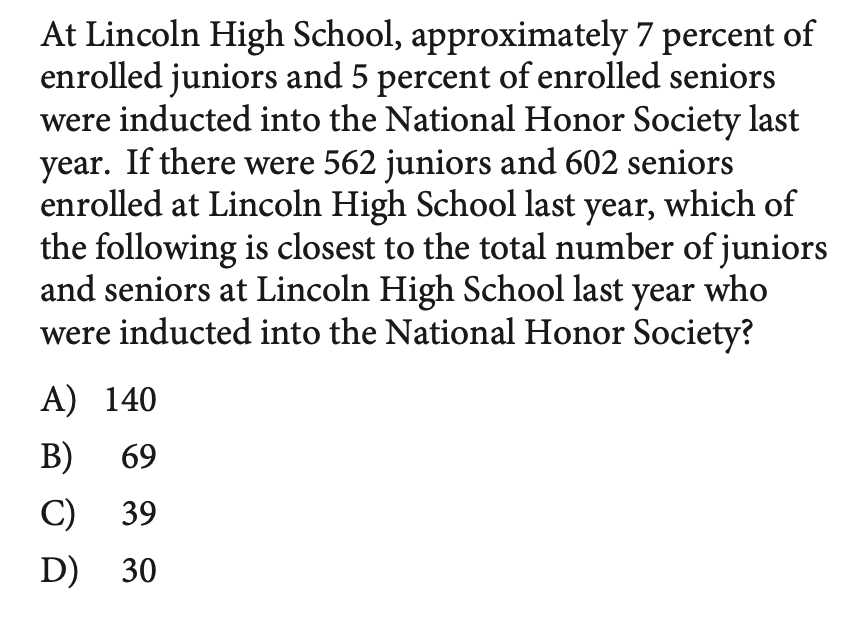 At Lincoln High School, approximately 7 percent of
enrolled juniors and 5 percent of enrolled seniors
were inducted into the National Honor Society last
year. If there were 562 juniors and 602 seniors
enrolled at Lincoln High School last year, which of
the following is closest to the total number of juniors
and seniors at Lincoln High School last year who
were inducted into the National Honor Society?
A) 140
B) 69
C) 39
D) 30